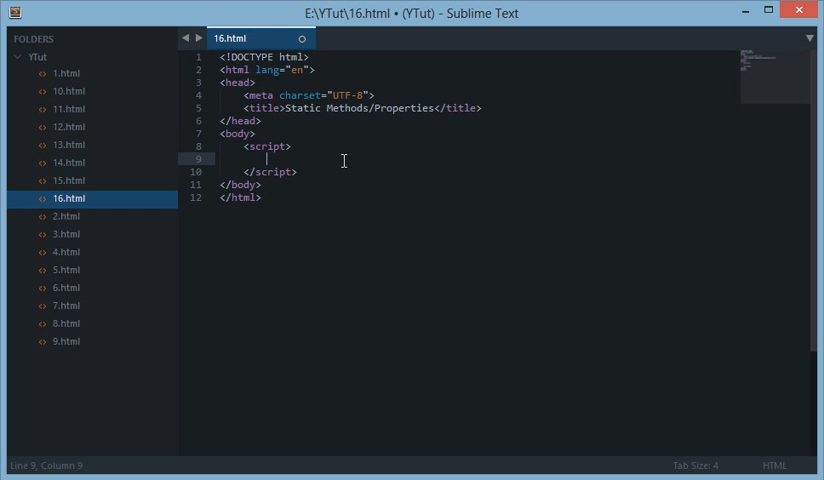 E:\YTut\16.html • (YTut) - Sublime Text
FOLDERS
YTut
<> 1.html
<> 10.html
<> 11.html
<> 12.html
<> 13.html
<> 14.html
<> 15.html
<> 16.html
<> 2.html
<> 3.html
<> 4.html
<> 5.html
<> 6.html
<> 7.html
<> 8.html
<> 9.html
16.html
1 <!DOCTYPE html>
2 <html lang="en">
3 <head>
4 <meta charset="UTF-8">
5 <title>Static Methods/Properties</title>
6 </head>
7 <body>
8 <script>
9
10 </script>
11 </body>
12 </html>
Line 9, Column 9
Tab Size: 4
HTML